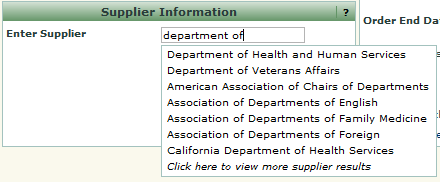 Supplier Information ?
Order End Da
Enter Supplier department of
Department of Health and Human Services
Department of Veterans Affairs
American Association of Chairs of Departments
Association of Departments of English
Association of Departments of Family Medicine
Association of Departments of Foreign
California Department of Health Services
Click here to view more supplier results